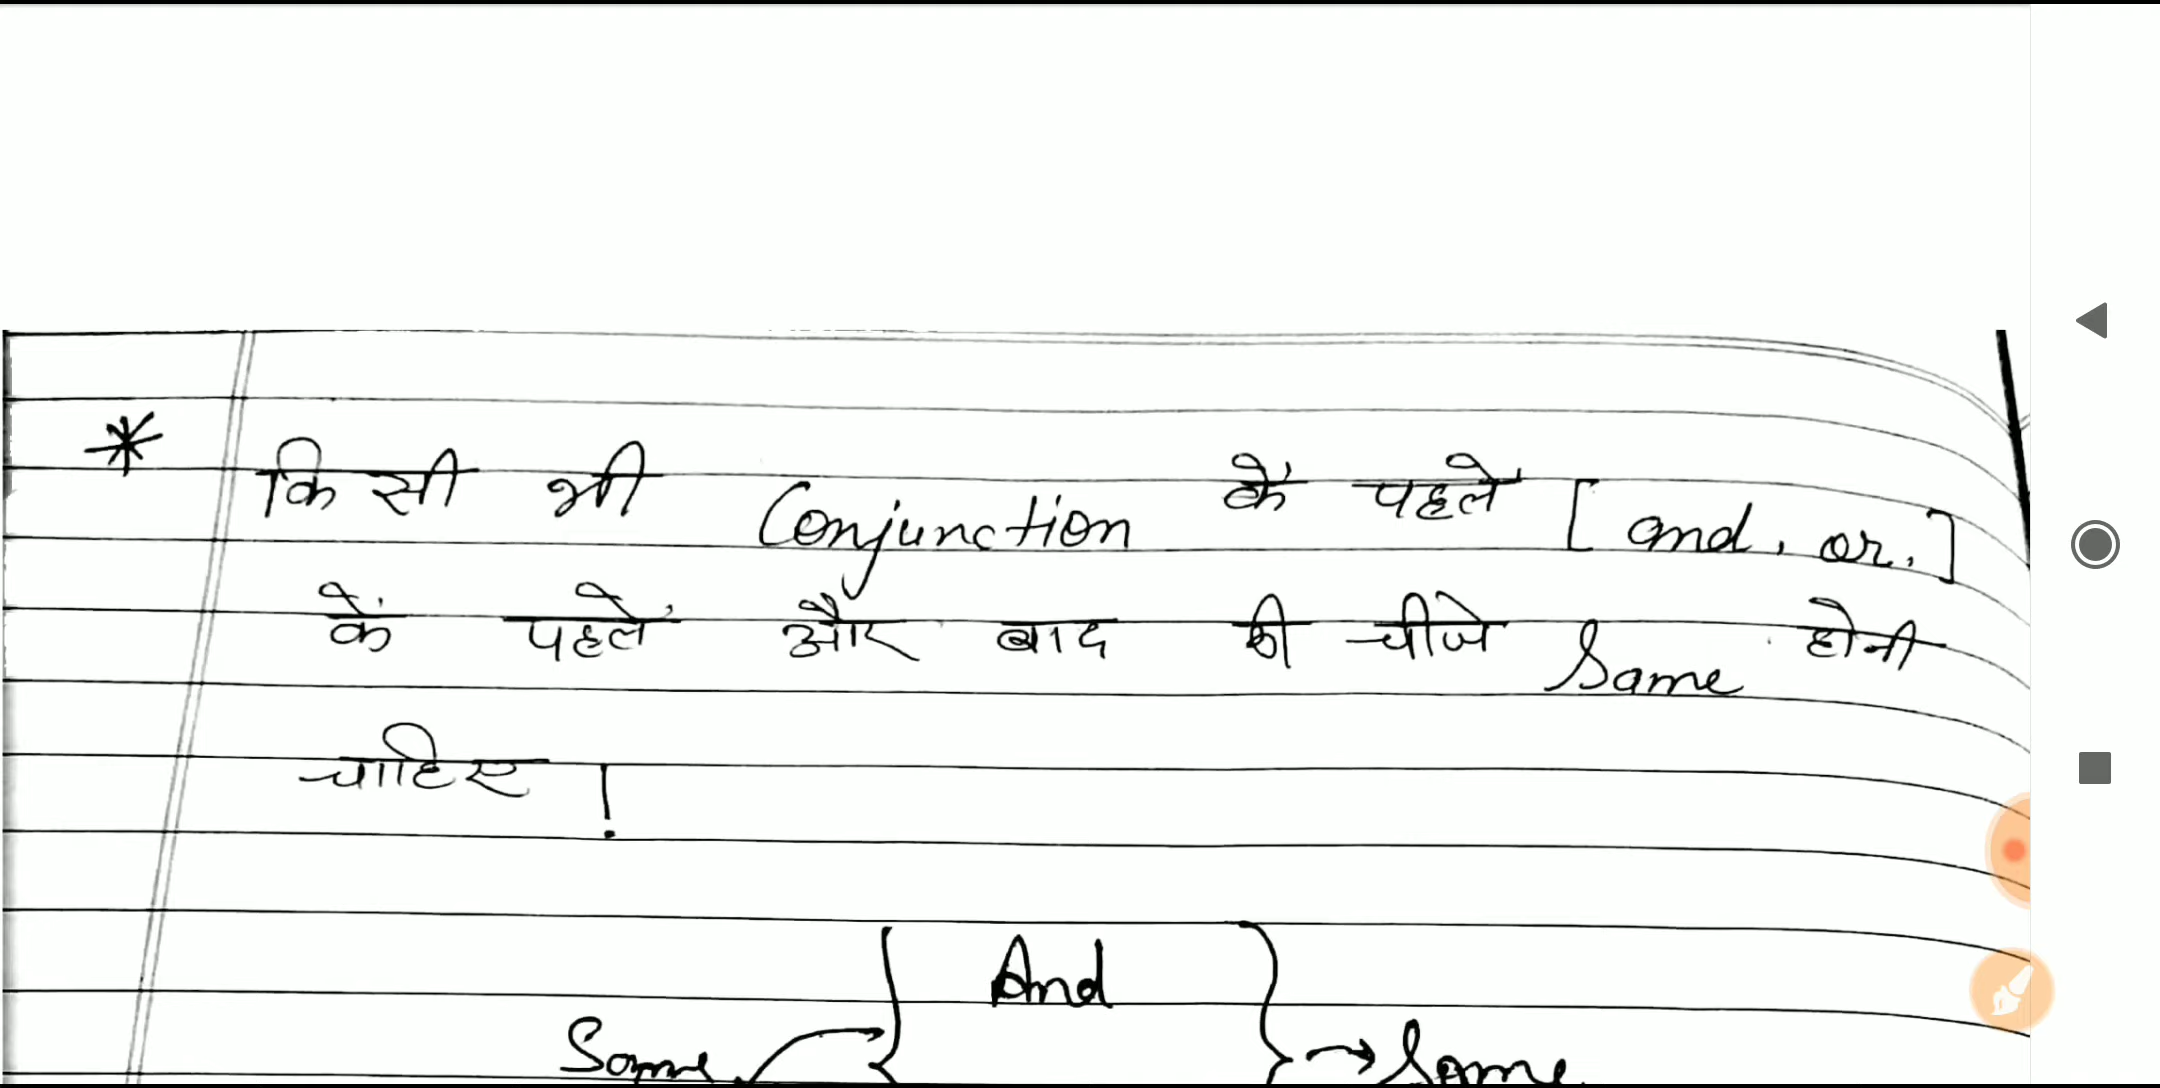 * किसी भी Conjunction के पहले [and, or.]
के पहले और बाद की चीजे Same होनी
चाहिए !
And
Same → Same